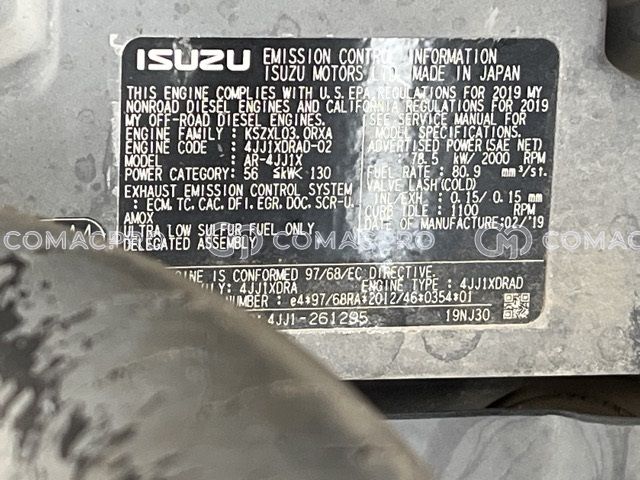 ISUZU EMISSION CONTROL INFORMATION
ISUZU MOTORS LTD. MADE IN JAPAN
THIS ENGINE COMPLIES WITH U.S.EPA REGULATIONS FOR 2019 MY
NONROAD DIESEL ENGINES AND CALIFORNIA REGULATIONS FOR 2019
MY OFF-ROAD DIESEL ENGINES. (SEE SERVICE MANUAL FOR
ENGINE FAMILY : KSZXL03.0RXA MODEL SPECIFICATIONS.)
ENGINE CODE : 4JJ1XDRAD-02 ADVERTISED POWER(SAE NET)
MODEL : AR-4JJ1X : 78.5 kW/ 2000 RPM
POWER CATEGORY: 56 ≦kW< 130 FUEL RATE : 80.9 mm³/st.
EXHAUST EMISSION CONTROL SYSTEM VALVE LASH(COLD)
: ECM, TC, CAC, DFI, EGR, DOC, SCR-U, INL/EXH. : 0.15/ 0.15 mm
AMOX CURB IDLE : 1100 RPM
ULTRA LOW SULFUR FUEL ONLY DATE OF MANUFACTURE:02/'19
DELEGATED ASSEMBLY
ENGINE IS CONFORMED 97/68/EC DIRECTIVE.
: 4JJ1XDRA ENGINE TYPE : 4JJ1XDRAD
NUMBER : e4*97/68RA*2012/46*0354*01
4JJ1-261295 19NJ30
COMACPRO COMACPRO